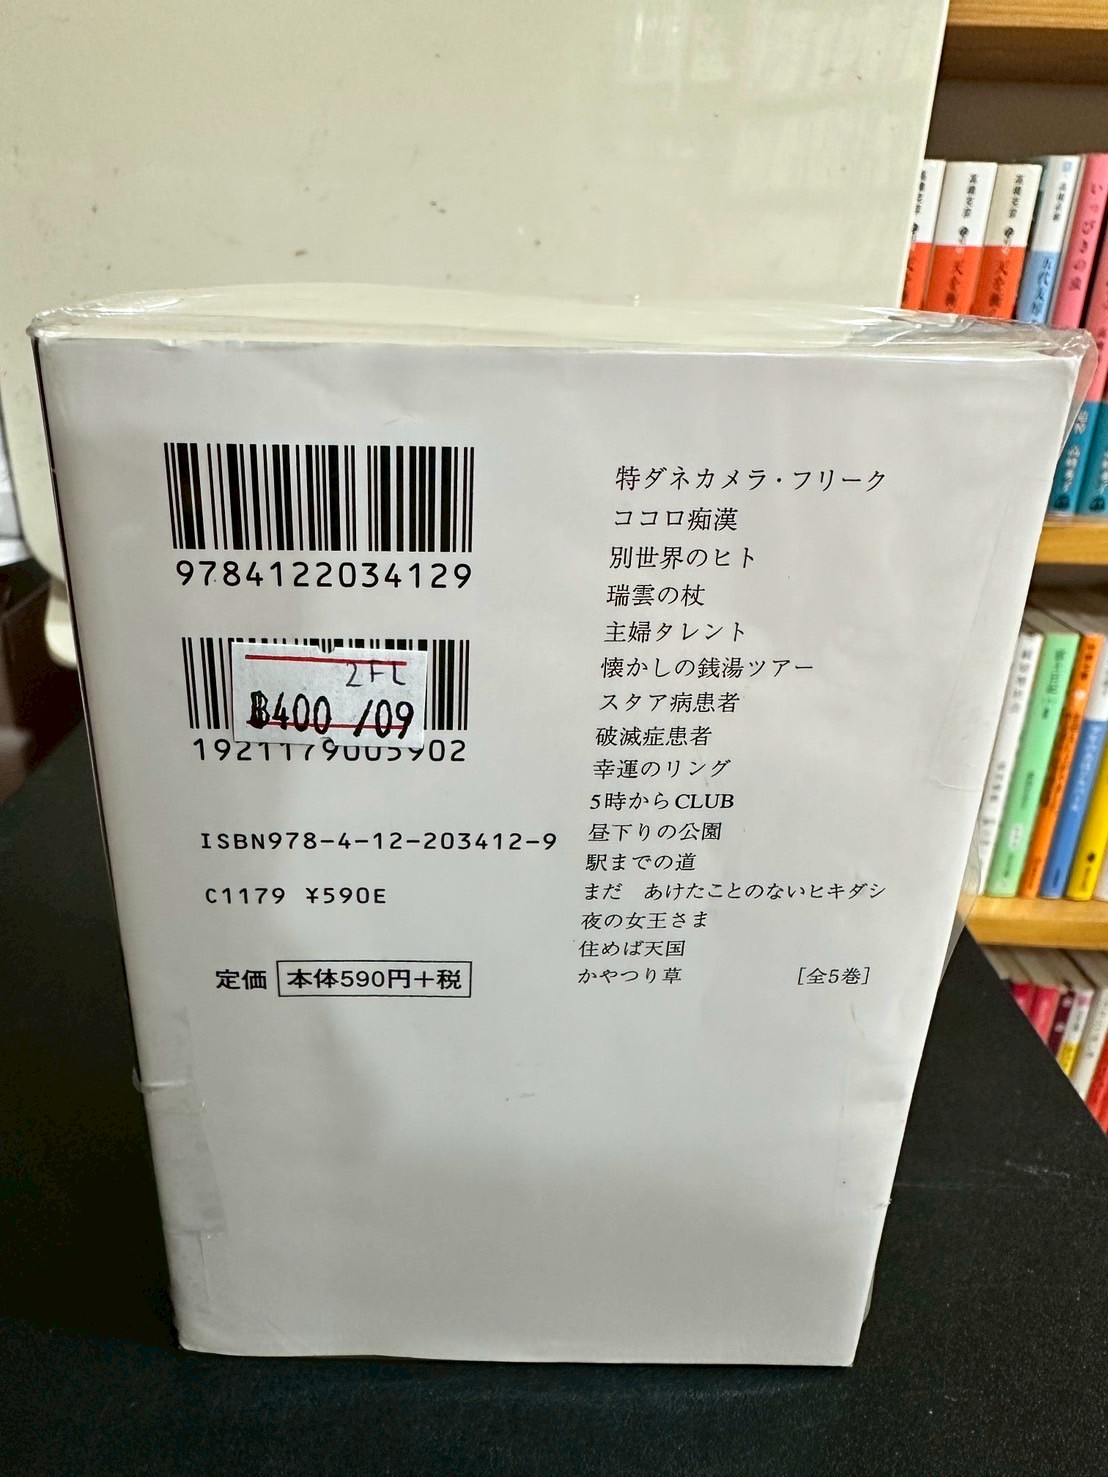 9784122034129
2FL
฿400 /09
1921179005902
ISBN978-4-12-203412-9
C1179 ¥590E
定価 本体590円+税
特ダネカメラ・フリーク
ココロ痴漢
別世界のヒト
瑞雲の杖
主婦タレント
懐かしの銭湯ツアー
スタア病患者
破滅症患者
幸運のリング
5時からCLUB
昼下りの公園
駅までの道
まだ　あけたことのないヒキダシ
夜の女王さま
住めば天国
かやつり草 [全5巻]